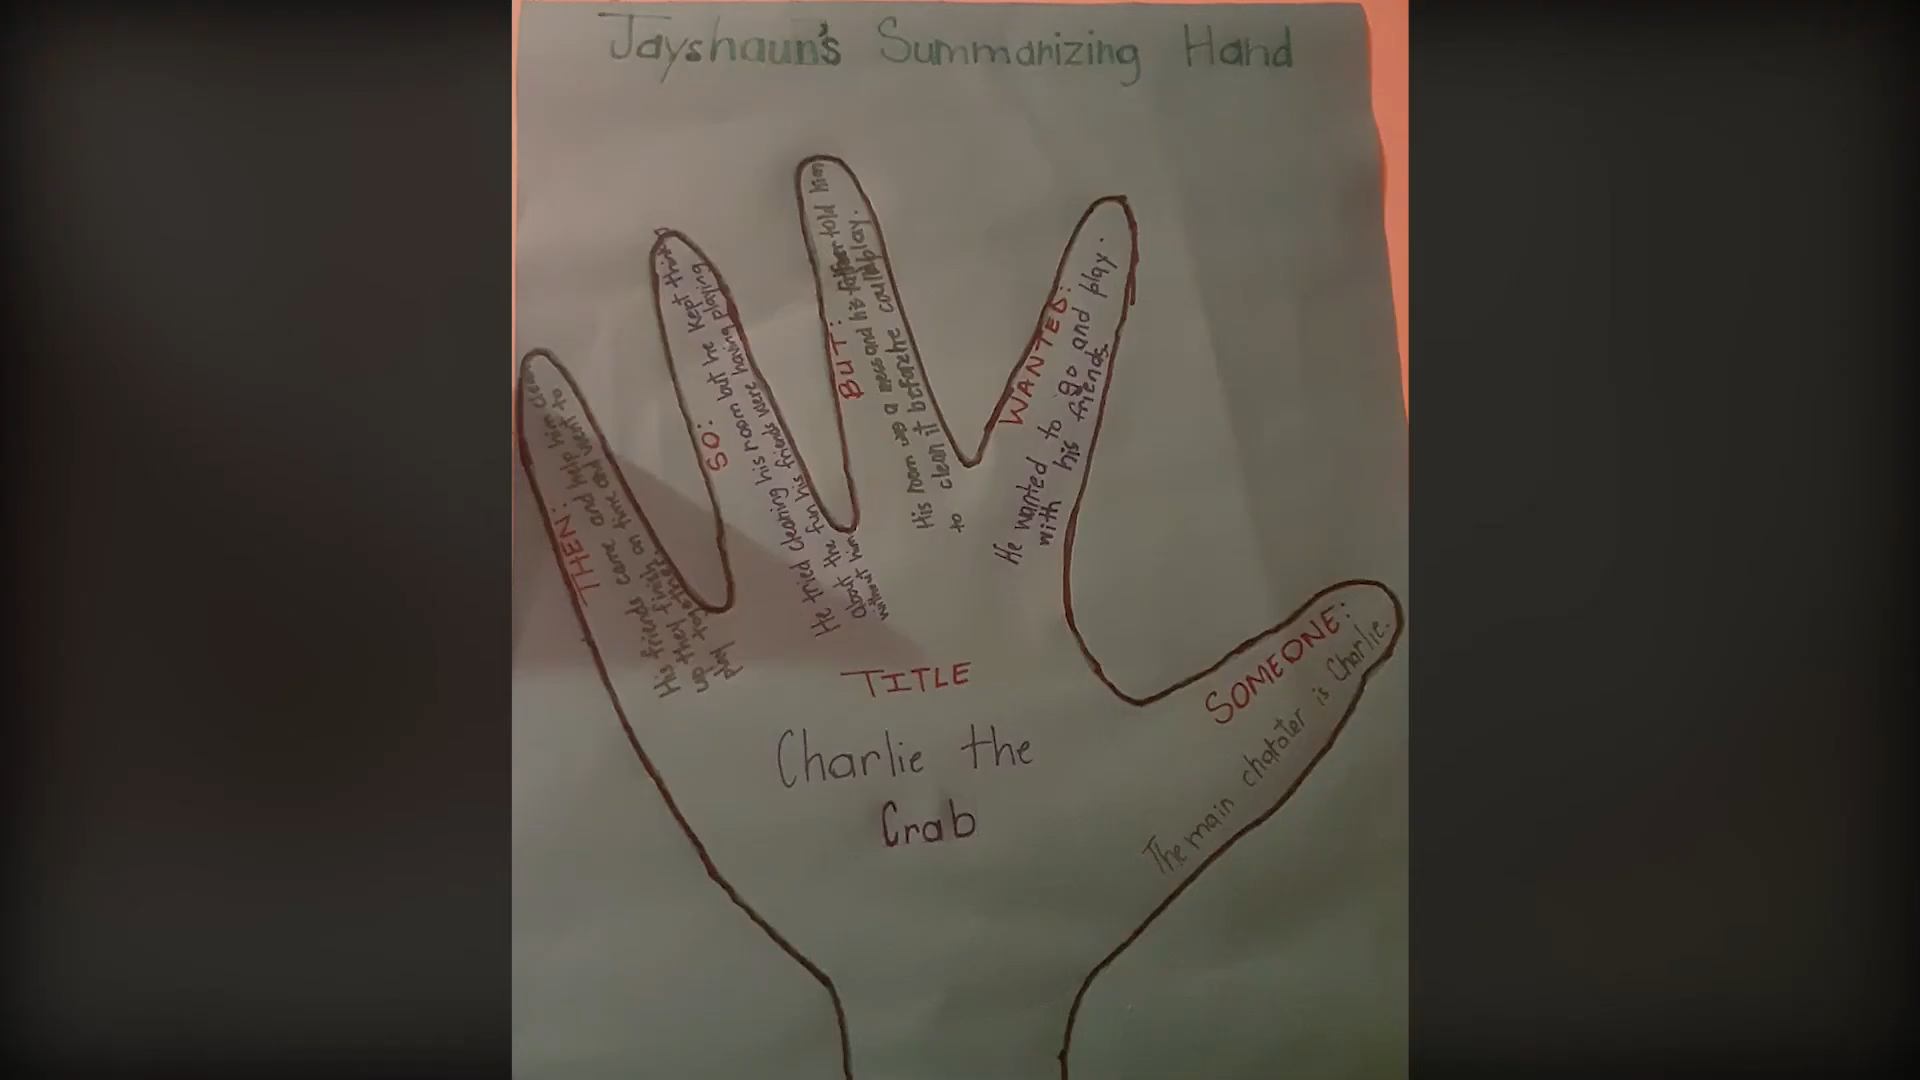 Jayshaun's Summarizing Hand
SOMEONE:
The main charater is Charlie.
WANTED:
He wanted to go and play.
with his friends
BUT:
His room was a mess and his father told him
to clean it before he could play.
SO:
He tried cleaning his room but he kept think
about the fun his friends were having playing
without him
THEN:
His friends came and help him clean
up they finish on time and went to
play together.
TITLE
Charlie the
Crab